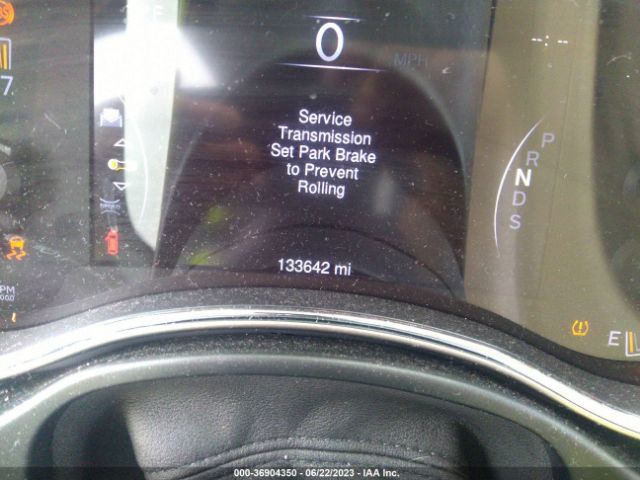 0
MPH
--:--
7
Service
Transmission
Set Park Brake
to Prevent
Rolling
P
R
N
D
S
133642 mi
E
000-36904350 • 06/22/2023 • IAA Inc.